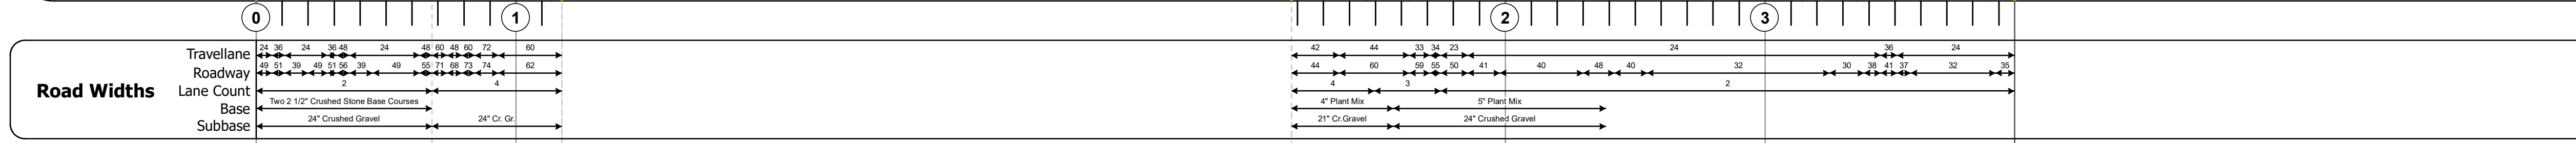 0 1 2 3
Travellane 24 36 24 36 48 24 48 60 48 60 72 60 42 44 33 34 23 24 36 24
Roadway 49 51 39 49 51 56 39 49 55 71 68 73 74 62 44 60 59 55 50 41 40 48 40 32 30 38 41 37 32 35
Road Widths
Lane Count 2 4 4 3 2
Base Two 2 1/2" Crushed Stone Base Courses 4" Plant Mix 5" Plant Mix
Subbase 24" Crushed Gravel 24" Cr. Gr. 21" Cr.Gravel 24" Crushed Gravel